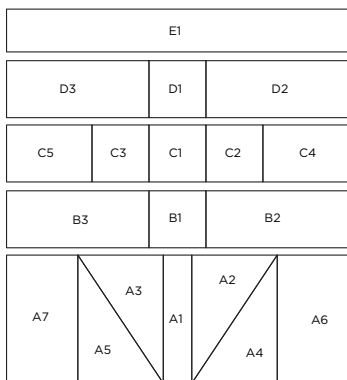 E1
D3 D1 D2
C5 C3 C1 C2 C4
B3 B1 B2
A7 A5 A3 A1 A2 A4 A6